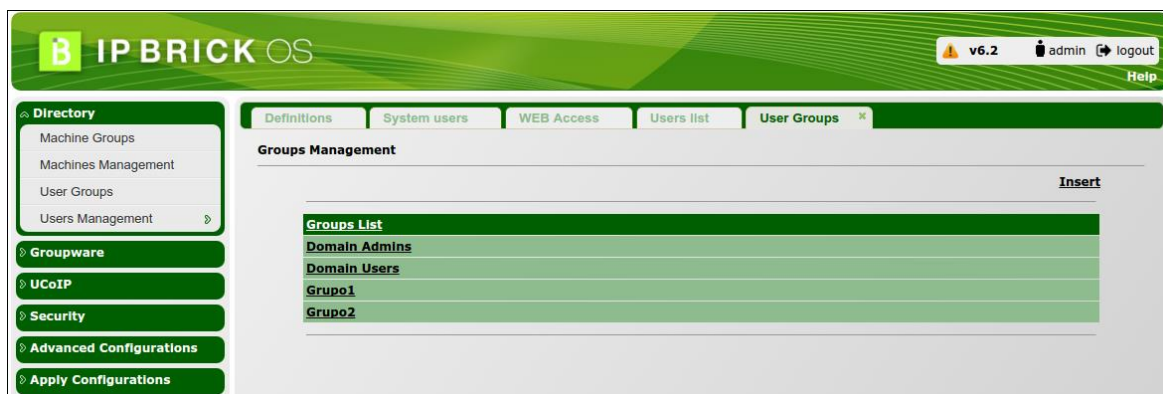 IPBRICK OS
v6.2 admin logout
Help
Directory
Machine Groups
Machines Management
User Groups
Users Management
Groupware
UCoIP
Security
Advanced Configurations
Apply Configurations
Definitions System users WEB Access Users list User Groups ×
Groups Management
Insert
Groups List
Domain Admins
Domain Users
Grupo1
Grupo2